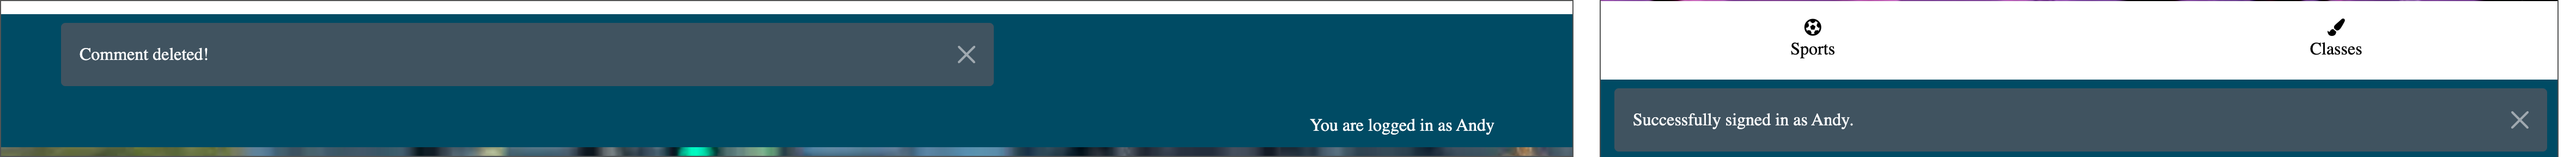 Comment deleted!
You are logged in as Andy
Sports
Classes
Successfully signed in as Andy.